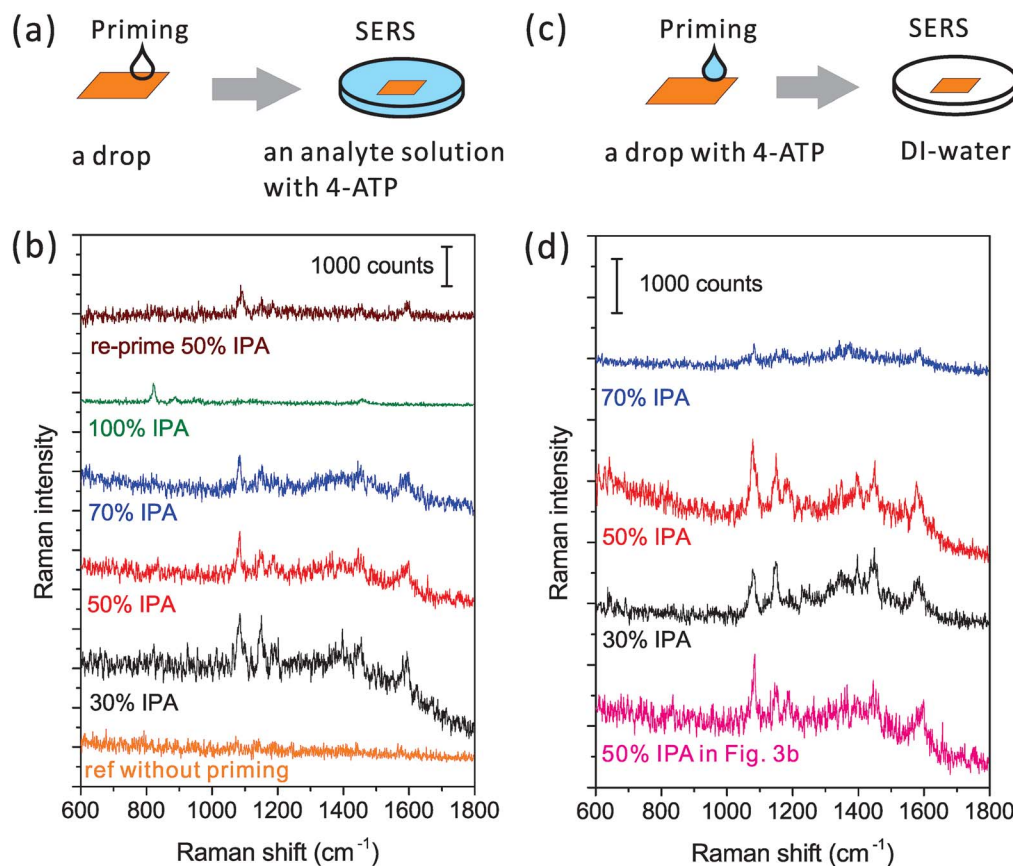 (a)
Priming
SERS
a drop
an analyte solution
with 4-ATP
(c)
Priming
SERS
a drop with 4-ATP
DI-water
(b)
1000 counts
re-prime 50% IPA
100% IPA
70% IPA
50% IPA
30% IPA
ref without priming
Raman intensity
600 800 1000 1200 1400 1600 1800
Raman shift (cm⁻¹)
(d)
1000 counts
70% IPA
50% IPA
30% IPA
50% IPA in Fig. 3b
Raman intensity
600 800 1000 1200 1400 1600 1800
Raman shift (cm⁻¹)